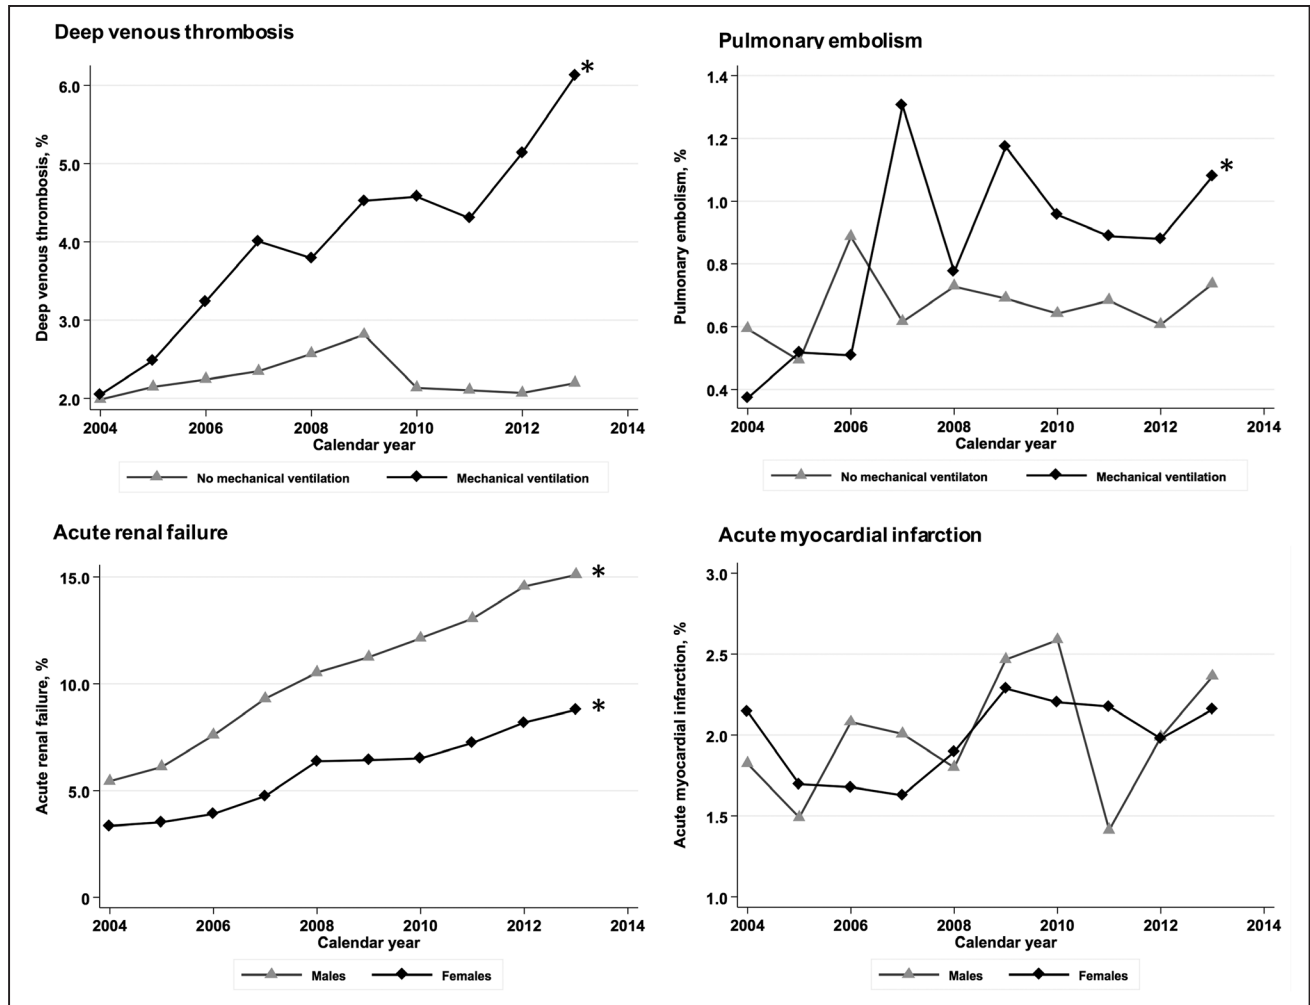 Deep venous thrombosis
Deep venous thrombosis, %
6.0
5.0
4.0
3.0
2.0
*
2004 2006 2008 2010 2012 2014
Calendar year
No mechanical ventilation Mechanical ventilation
Pulmonary embolism
Pulmonary embolism, %
1.4
1.2
1.0
0.8
0.6
0.4
*
2004 2006 2008 2010 2012 2014
Calendar year
No mechanical ventilaton Mechanical ventilation
Acute renal failure
Acute renal failure, %
15.0
10.0
5.0
0
*
*
2004 2006 2008 2010 2012 2014
Calendar year
Males Females
Acute myocardial infarction
Acute myocardial infarction, %
3.0
2.5
2.0
1.5
1.0
2004 2006 2008 2010 2012 2014
Calendar year
Males Females